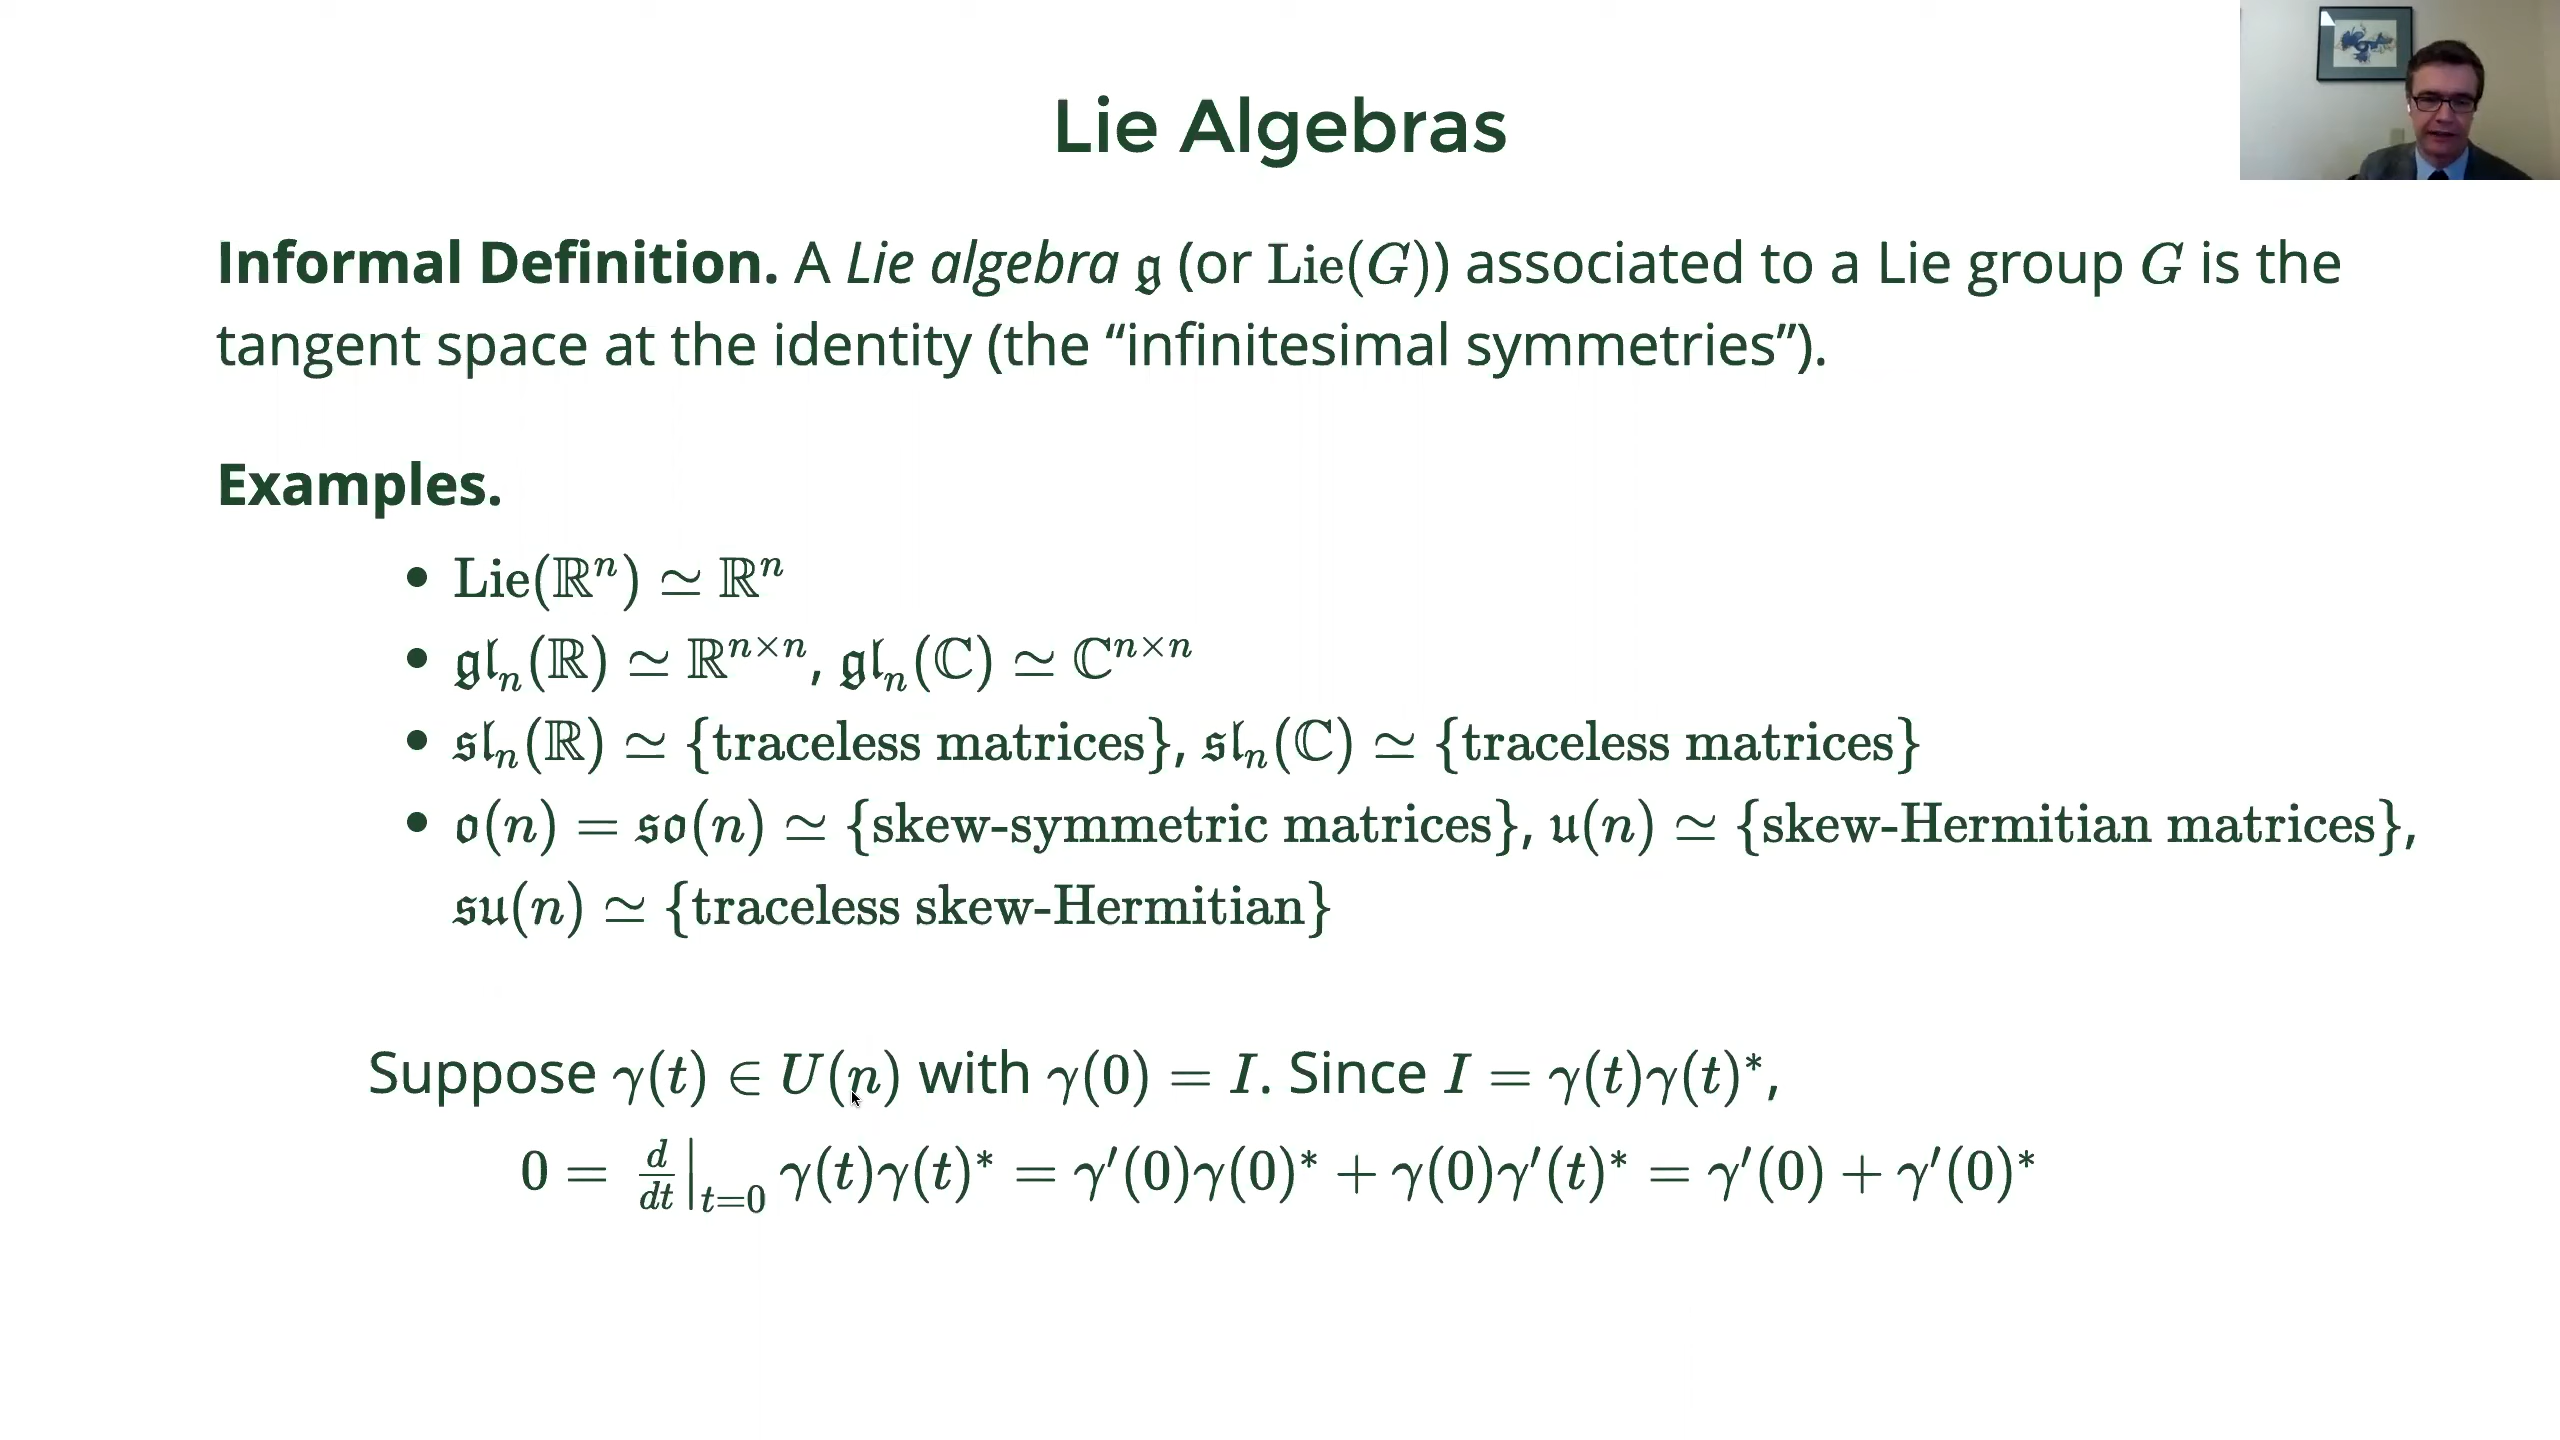 Lie Algebras
Informal Definition. A Lie algebra 𝔤 (or Lie(G)) associated to a Lie group G is the
tangent space at the identity (the “infinitesimal symmetries”).
Examples.
• Lie(ℝⁿ) ≃ ℝⁿ
• 𝔤𝔩ₙ(ℝ) ≃ ℝⁿˣⁿ, 𝔤𝔩ₙ(ℂ) ≃ ℂⁿˣⁿ
• 𝔰𝔩ₙ(ℝ) ≃ {traceless matrices}, 𝔰𝔩ₙ(ℂ) ≃ {traceless matrices}
• 𝔬(n) = 𝔰𝔬(n) ≃ {skew-symmetric matrices}, 𝔲(n) ≃ {skew-Hermitian matrices},
𝔰𝔲(n) ≃ {traceless skew-Hermitian}
Suppose γ(t) ∈ U(n) with γ(0) = I. Since I = γ(t)γ(t)*,
0 = d/dt|ₜ₌₀ γ(t)γ(t)* = γ′(0)γ(0)* + γ(0)γ′(t)* = γ′(0) + γ′(0)*